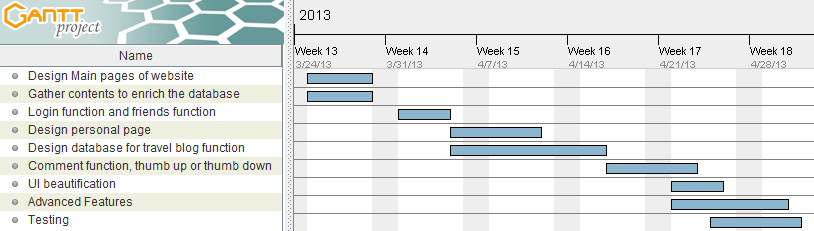 GANTT
project
2013
Name
Week 13 Week 14 Week 15 Week 16 Week 17 Week 18
3/24/13 3/31/13 4/7/13 4/14/13 4/21/13 4/28/13
Design Main pages of website
Gather contents to enrich the database
Login function and friends function
Design personal page
Design database for travel blog function
Comment function, thumb up or thumb down
UI beautification
Advanced Features
Testing